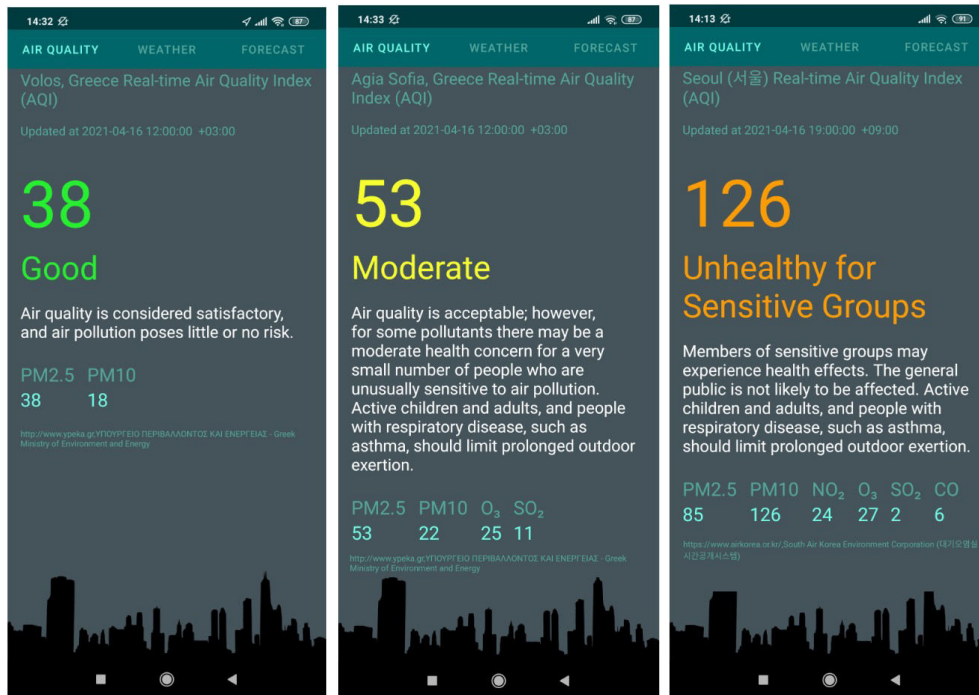 14:32
87
AIR QUALITY WEATHER FORECAST
Volos, Greece Real-time Air Quality Index
(AQI)
Updated at 2021-04-16 12:00:00 +03:00
38
Good
Air quality is considered satisfactory,
and air pollution poses little or no risk.
PM2.5 PM10
38 18
http://www.ypeka.gr,ΥΠΟΥΡΓΕΙΟ ΠΕΡΙΒΑΛΛΟΝΤΟΣ ΚΑΙ ΕΝΕΡΓΕΙΑΣ - Greek
Ministry of Environment and Energy
14:33
87
AIR QUALITY WEATHER FORECAST
Agia Sofia, Greece Real-time Air Quality
Index (AQI)
Updated at 2021-04-16 12:00:00 +03:00
53
Moderate
Air quality is acceptable; however,
for some pollutants there may be a
moderate health concern for a very
small number of people who are
unusually sensitive to air pollution.
Active children and adults, and people
with respiratory disease, such as
asthma, should limit prolonged outdoor
exertion.
PM2.5 PM10 O₃ SO₂
53 22 25 11
http://www.ypeka.gr,ΥΠΟΥΡΓΕΙΟ ΠΕΡΙΒΑΛΛΟΝΤΟΣ ΚΑΙ ΕΝΕΡΓΕΙΑΣ - Greek
Ministry of Environment and Energy
14:13
91
AIR QUALITY WEATHER FORECAST
Seoul (서울) Real-time Air Quality Index
(AQI)
Updated at 2021-04-16 19:00:00 +09:00
126
Unhealthy for
Sensitive Groups
Members of sensitive groups may
experience health effects. The general
public is not likely to be affected. Active
children and adults, and people with
respiratory disease, such as asthma,
should limit prolonged outdoor exertion.
PM2.5 PM10 NO₂ O₃ SO₂ CO
85 126 24 27 2 6
https://www.airkorea.or.kr/,South Air Korea Environment Corporation (대기오염실
시간공개시스템)